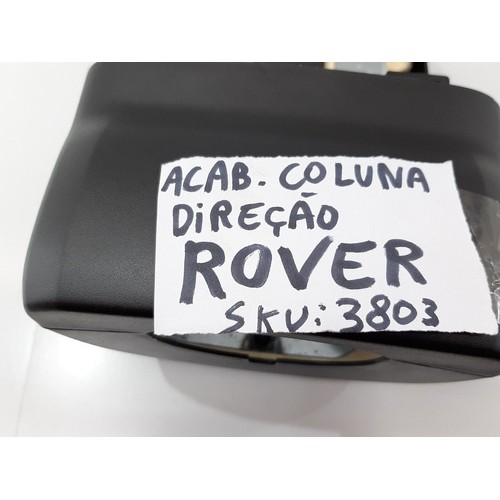 ACAB. COLUNA
DIREÇÃO
ROVER
SKU: 3803